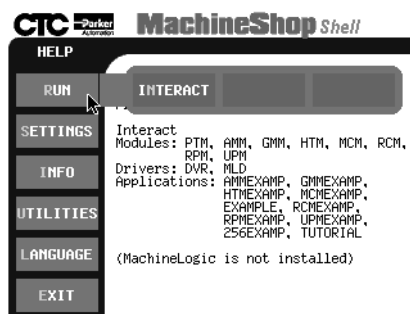 CTC Parker Automation MachineShop Shell
HELP
RUN
INTERACT
SETTINGS
INFO
UTILITIES
LANGUAGE
EXIT
Interact
Modules: PTM, AMM, GMM, HTM, MCM, RCM,
RPM, UPM
Drivers: DVR, MLD
Applications: AMMEXAMP, GMMEXAMP,
HTMEXAMP, MCMEXAMP,
EXAMPLE, RCMEXAMP,
RPMEXAMP, UPMEXAMP,
256EXAMP, TUTORIAL
(MachineLogic is not installed)